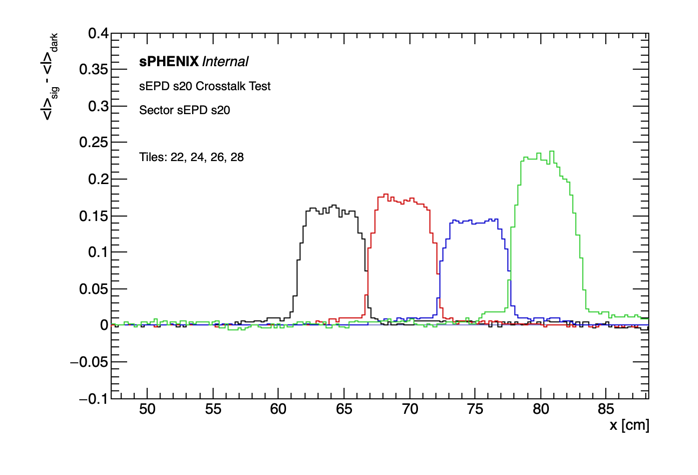 <I>sig - <I>dark
0.4
0.35
0.3
0.25
0.2
0.15
0.1
0.05
0
−0.05
−0.1
sPHENIX Internal
sEPD s20 Crosstalk Test
Sector sEPD s20
Tiles: 22, 24, 26, 28
50 55 60 65 70 75 80 85
x [cm]